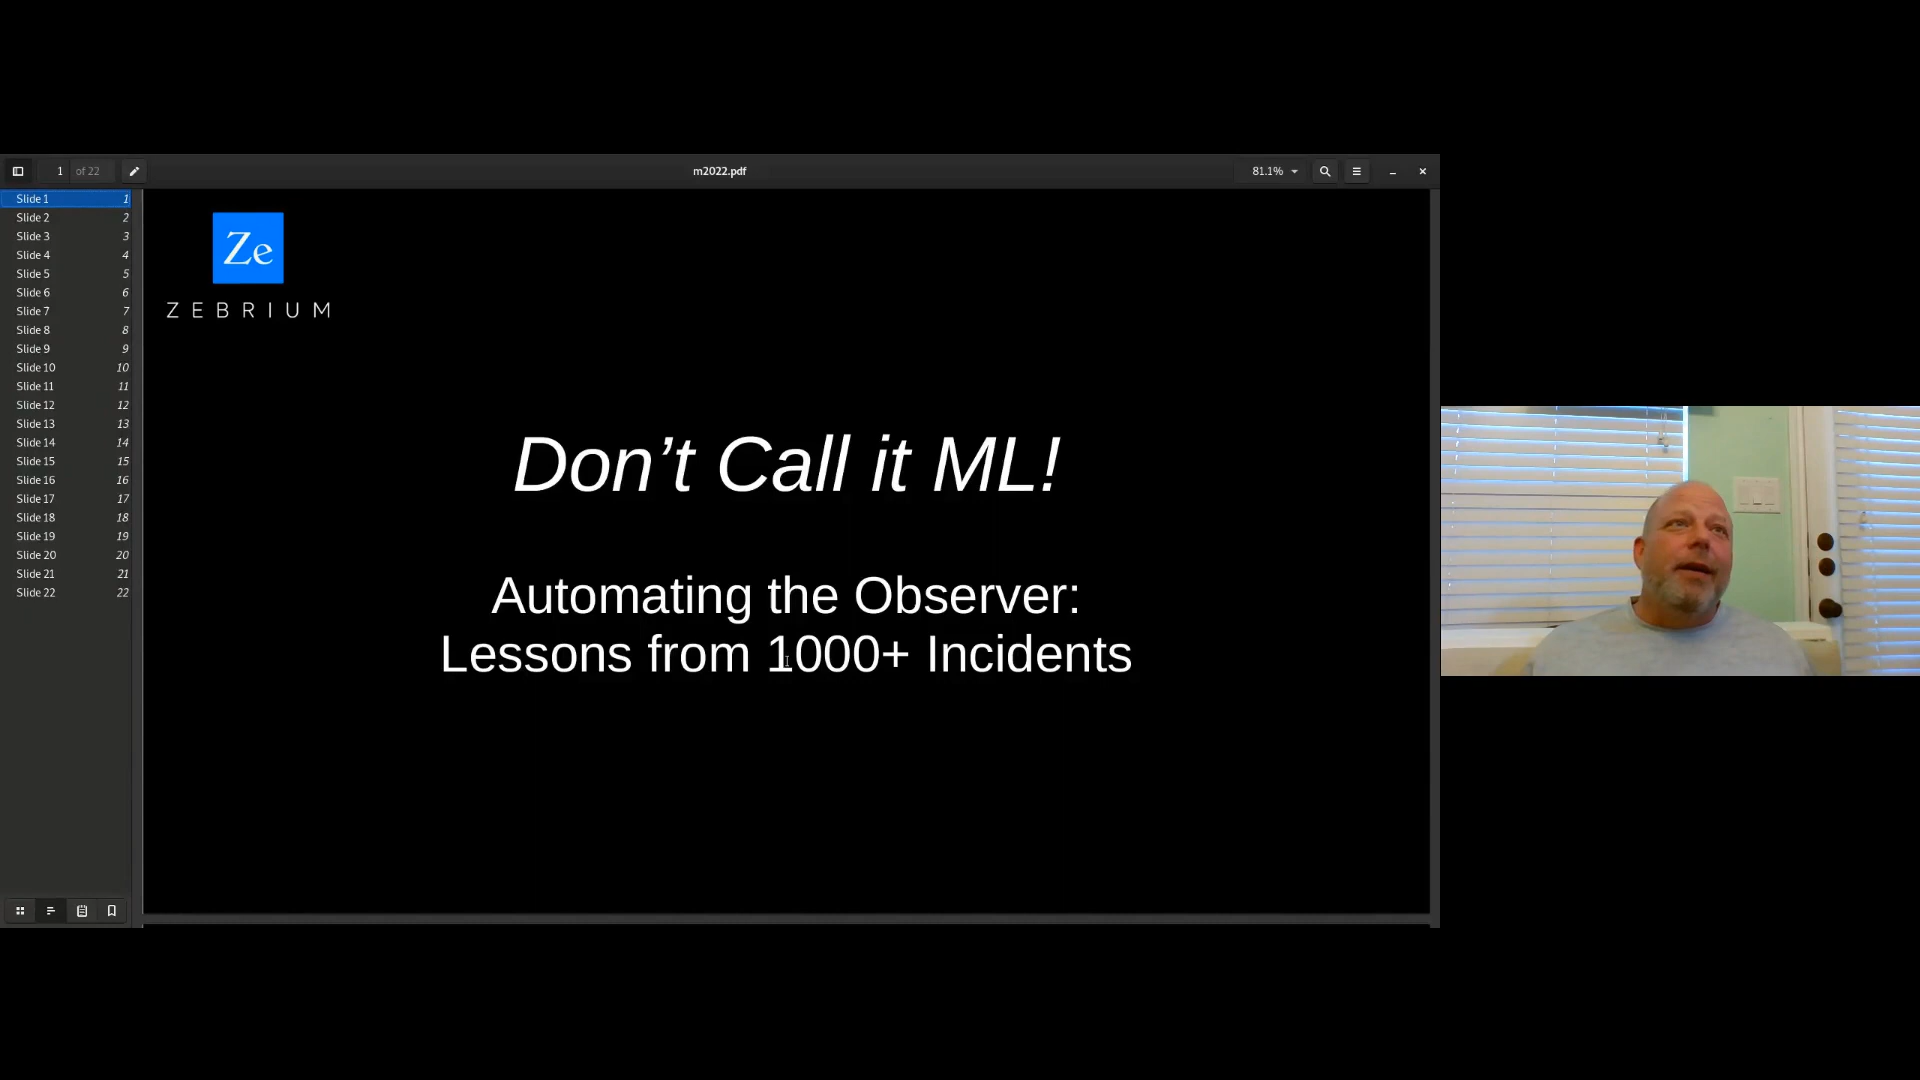 1 of 22
m2022.pdf
81.1%
Slide 1 1
Slide 2 2
Slide 3 3
Slide 4 4
Slide 5 5
Slide 6 6
Slide 7 7
Slide 8 8
Slide 9 9
Slide 10 10
Slide 11 11
Slide 12 12
Slide 13 13
Slide 14 14
Slide 15 15
Slide 16 16
Slide 17 17
Slide 18 18
Slide 19 19
Slide 20 20
Slide 21 21
Slide 22 22
Ze
ZEBRIUM
Don’t Call it ML!
Automating the Observer:
Lessons from 1000+ Incidents